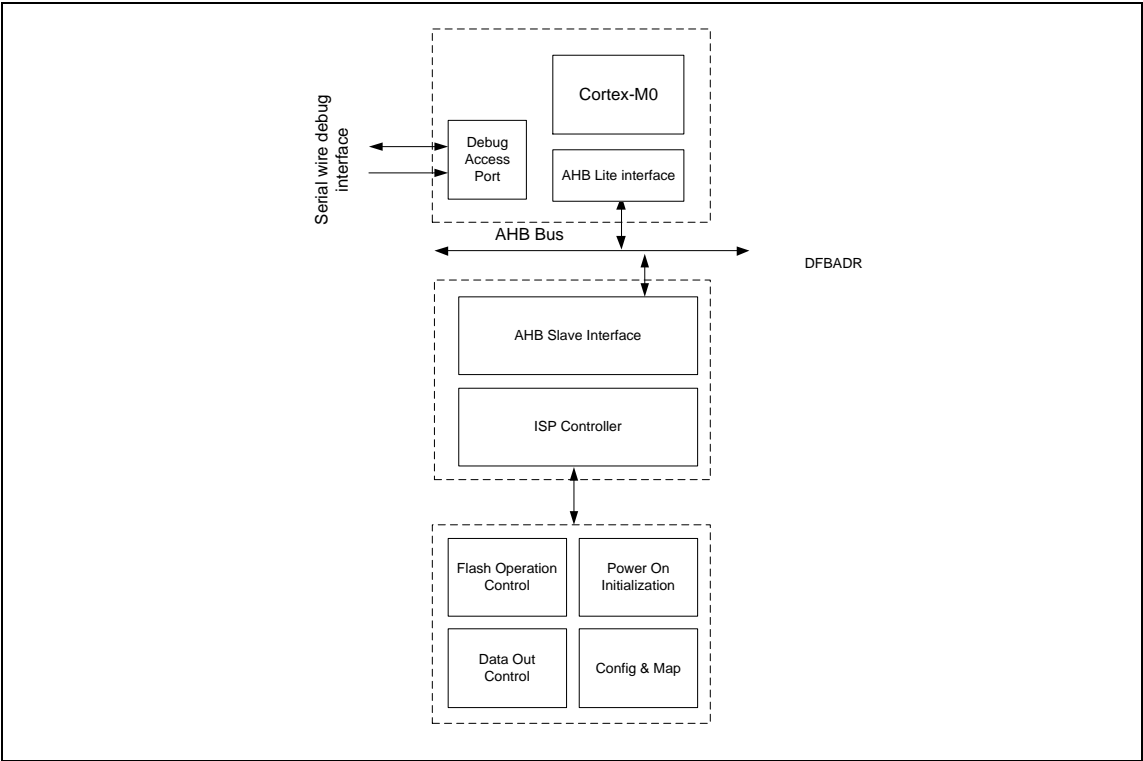 Cortex-M0
Serial wire debug
interface
Debug
Access
Port
AHB Lite interface
AHB Bus
DFBADR
AHB Slave Interface
ISP Controller
Flash Operation
Control
Power On
Initialization
Data Out
Control
Config & Map